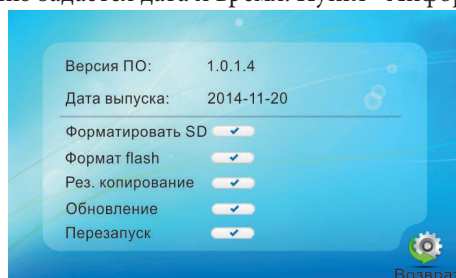 Версия ПО: 1.0.1.4
Дата выпуска: 2014-11-20
Форматировать SD
Формат flash
Рез. копирование
Обновление
Перезапуск
Возврат